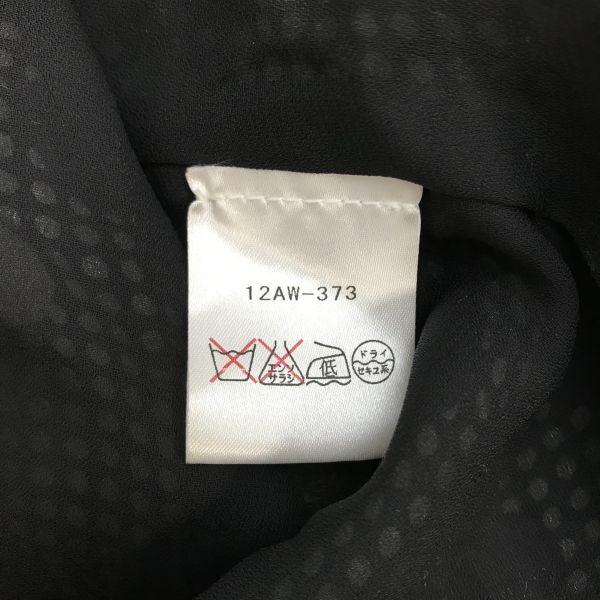 12AW-373
エンソ
サラシ
低
ドライ
セキユ系